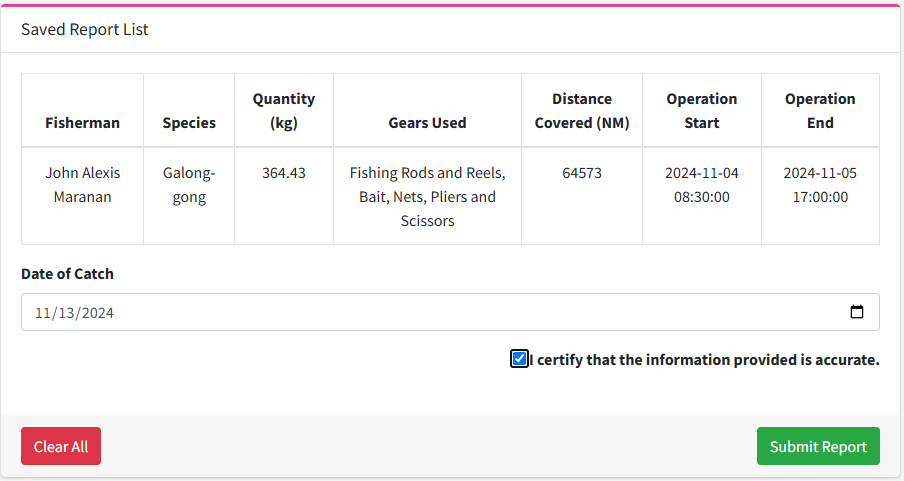 Saved Report List
Fisherman Species Quantity (kg) Gears Used Distance Covered (NM) Operation Start Operation End
John Alexis Maranan Galong-gong 364.43 Fishing Rods and Reels, Bait, Nets, Pliers and Scissors 64573 2024-11-04 08:30:00 2024-11-05 17:00:00
Date of Catch
11/13/2024
I certify that the information provided is accurate.
Clear All Submit Report